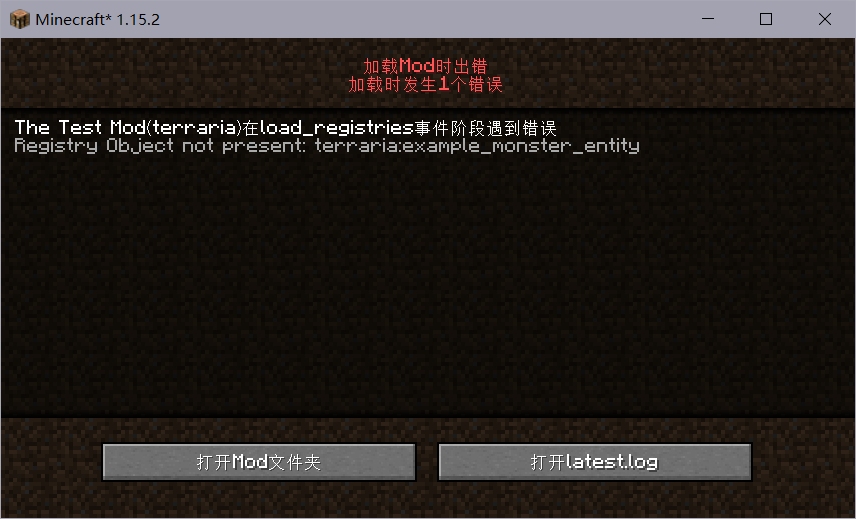 Minecraft* 1.15.2
加载Mod时出错
加载时发生1个错误
The Test Mod(terraria)在load_registries事件阶段遇到错误
Registry Object not present: terraria:example_monster_entity
打开Mod文件夹
打开latest.log